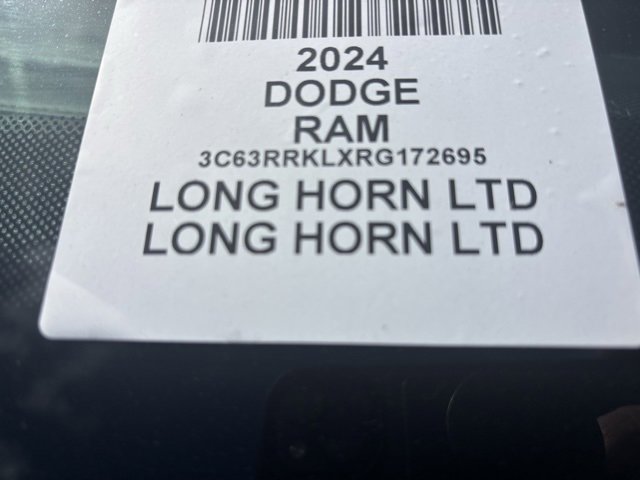 2024
DODGE
RAM
3C63RRKLXRG172695
LONG HORN LTD
LONG HORN LTD